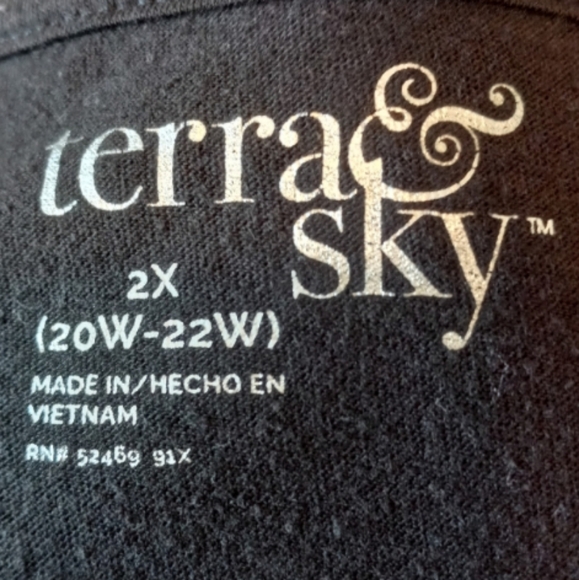 terra &
sky™
2X
(20W-22W)
MADE IN/HECHO EN
VIETNAM
RN# 52469 91X